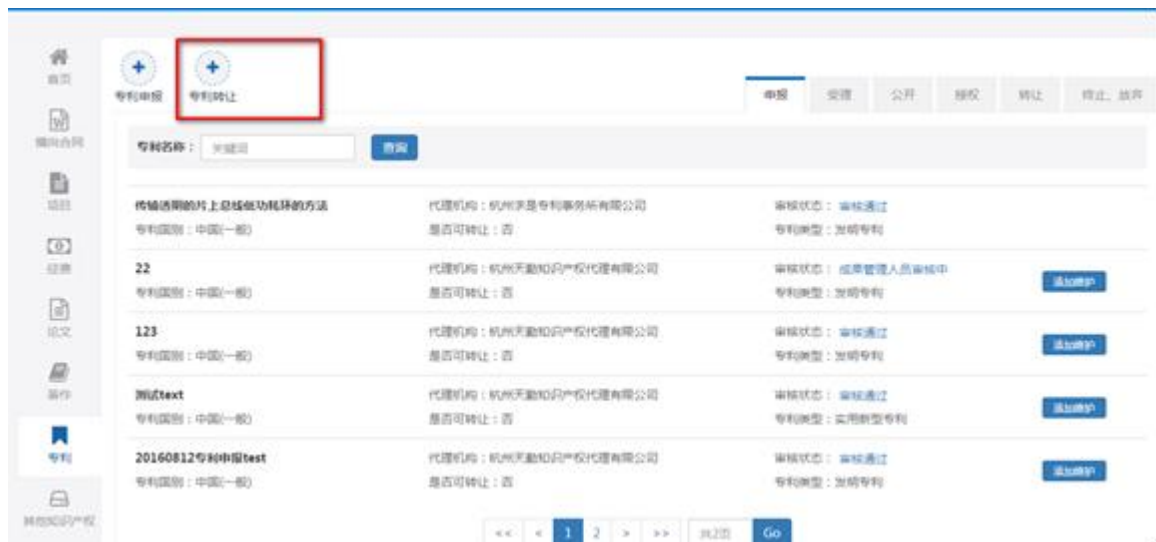 首页
横向合同
项目
经费
论文
著作
专利
其他知识产权
专利申报
专利转让
申报 受理 公开 授权 转让 终止、放弃
专利名称： 关键词 查询
传输透明的片上总线低功耗环的方法 代理机构：杭州求是专利事务所有限公司 审核状态： 审核通过
专利国别：中国(一般) 是否可转让：否 专利类型：发明专利
22 代理机构：杭州天勤知识产权代理有限公司 审核状态： 成果管理人员审核中
专利国别：中国(一般) 是否可转让：否 专利类型：发明专利
添加维护
123 代理机构：杭州天勤知识产权代理有限公司 审核状态： 审核通过
专利国别：中国(一般) 是否可转让：否 专利类型：发明专利
添加维护
测试text 代理机构：杭州天勤知识产权代理有限公司 审核状态： 审核通过
专利国别：中国(一般) 是否可转让：否 专利类型：实用新型专利
添加维护
20160812专利申报test 代理机构：杭州天勤知识产权代理有限公司 审核状态： 审核通过
专利国别：中国(一般) 是否可转让：否 专利类型：发明专利
添加维护
<< < 1 2 > >> 共2页 Go